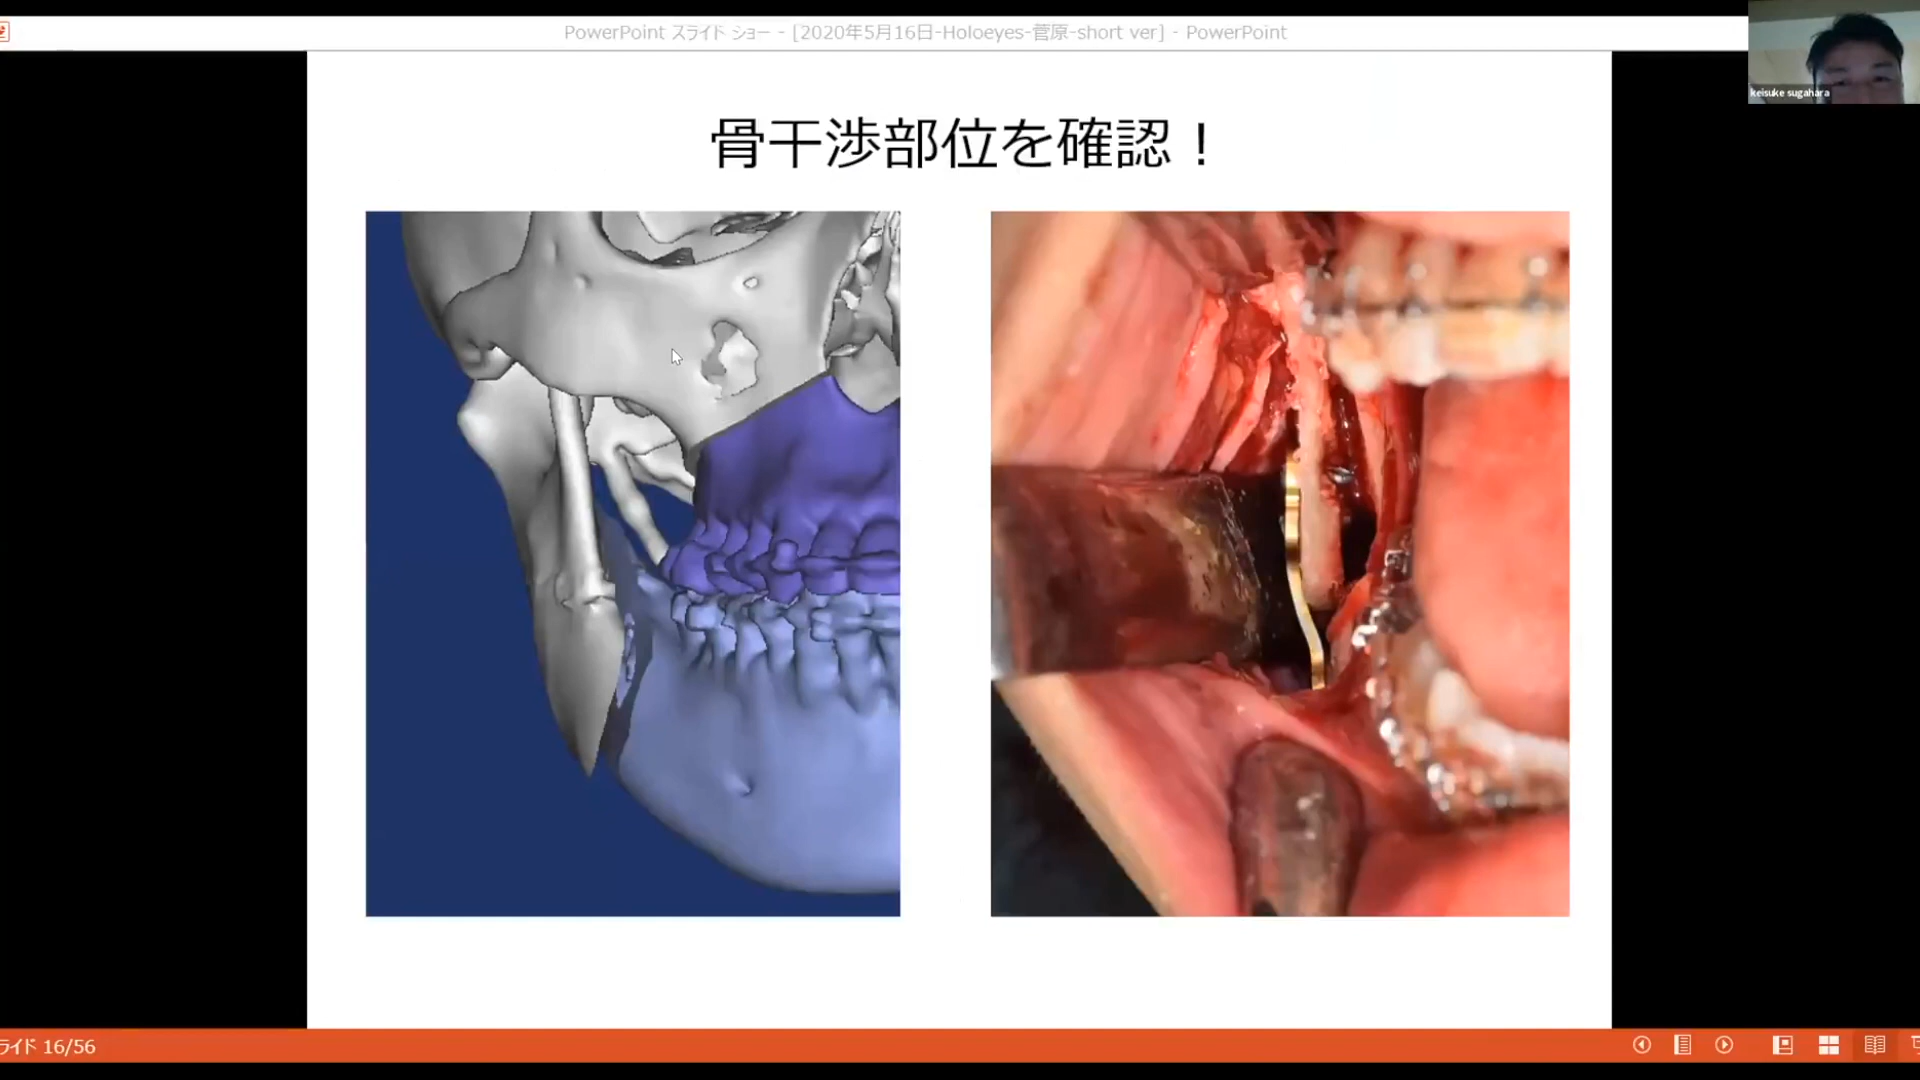 PowerPoint スライド ショー - [2020年5月16日-Holoeyes-菅原-short ver] - PowerPoint
keisuke sugahara
骨干渉部位を確認！
ライド 16/56